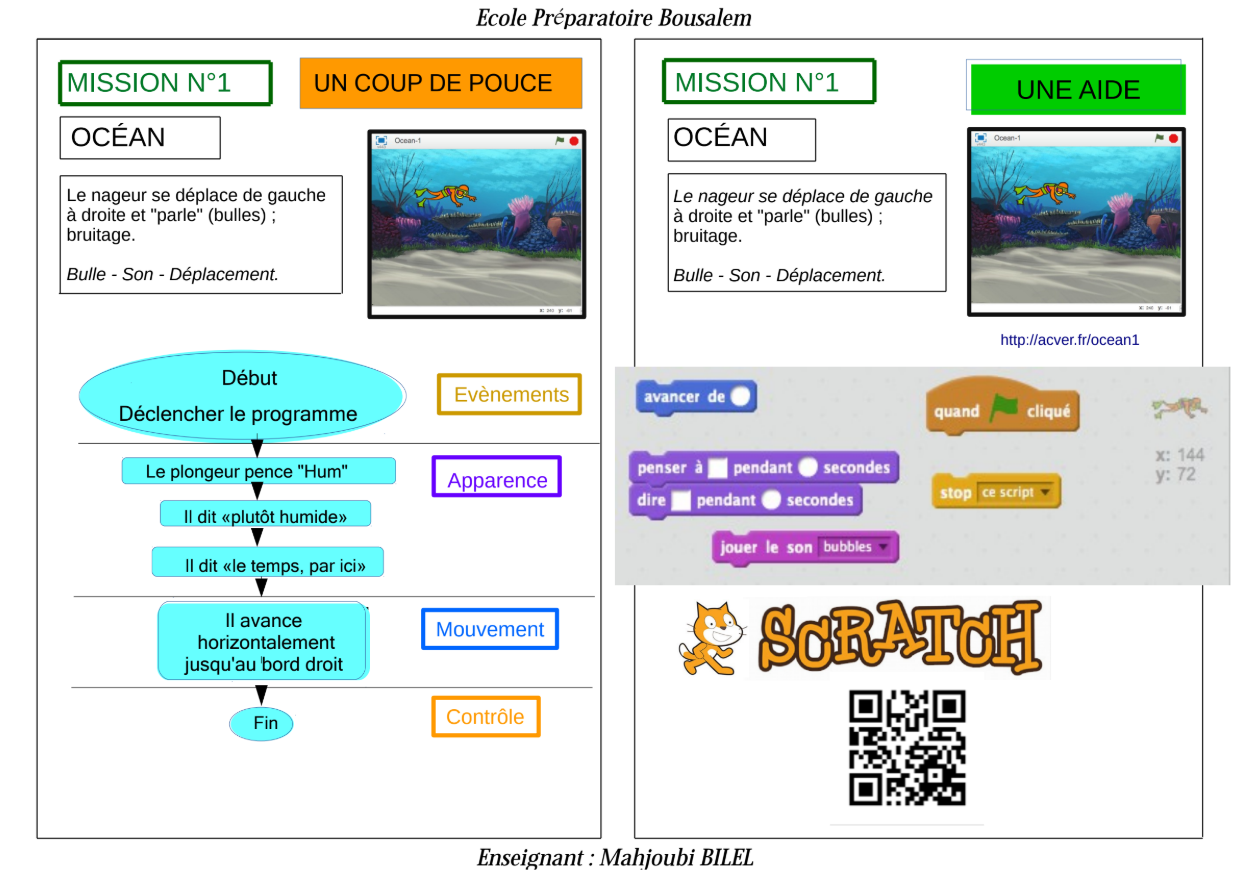 Ecole Préparatoire Bousalem
MISSION N°1
UN COUP DE POUCE
OCÉAN
Ocean-1
Le nageur se déplace de gauche
à droite et "parle" (bulles) ;
bruitage.
Bulle - Son - Déplacement.
Début
Déclencher le programme
Evènements
Le plongeur pence "Hum"
Apparence
Il dit «plutôt humide»
Il dit «le temps, par ici»
Il avance
horizontalement
jusqu'au bord droit
Mouvement
Fin
Contrôle
MISSION N°1
UNE AIDE
OCÉAN
Ocean-1
Le nageur se déplace de gauche
à droite et "parle" (bulles) ;
bruitage.
Bulle - Son - Déplacement.
http://acver.fr/ocean1
avancer de
quand cliqué
penser à pendant secondes
dire pendant secondes
jouer le son bubbles
stop ce script
x: 144
y: 72
SCRATCH
Enseignant : Mahjoubi BILEL